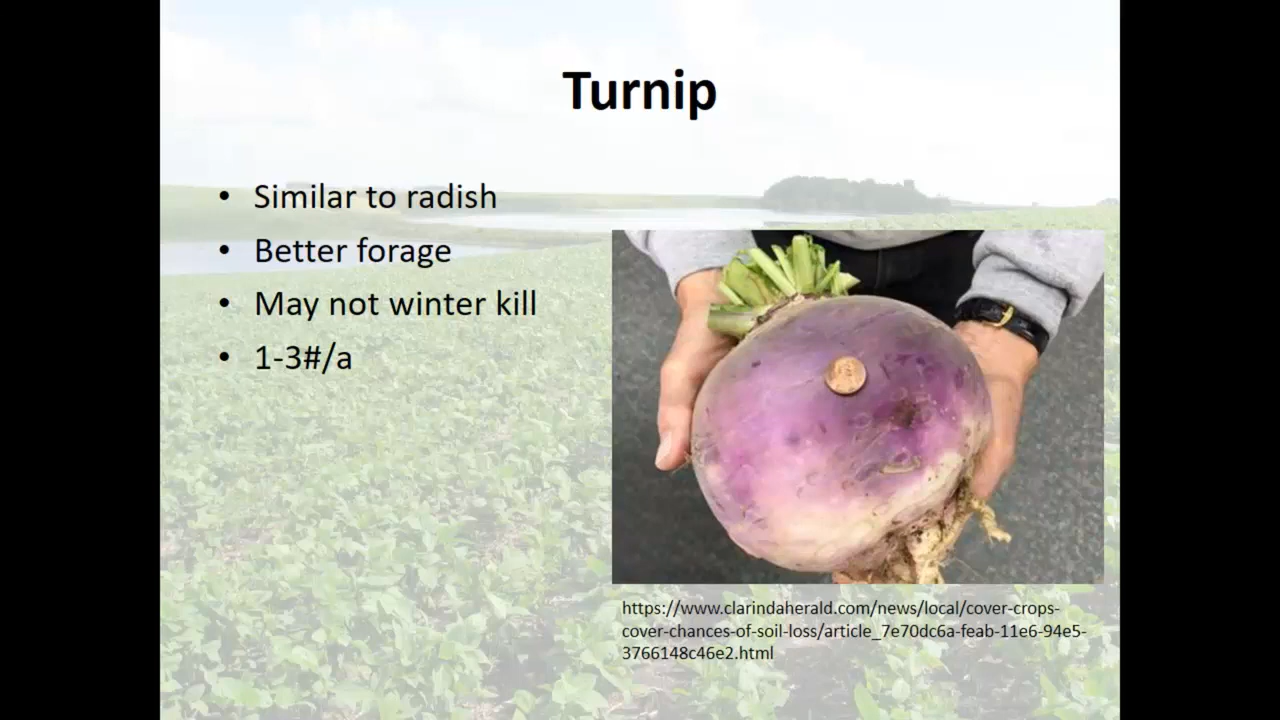 Turnip
• Similar to radish
• Better forage
• May not winter kill
• 1-3#/a
https://www.clarindaherald.com/news/local/cover-crops-
cover-chances-of-soil-loss/article_7e70dc6a-feab-11e6-94e5-
3766148c46e2.html